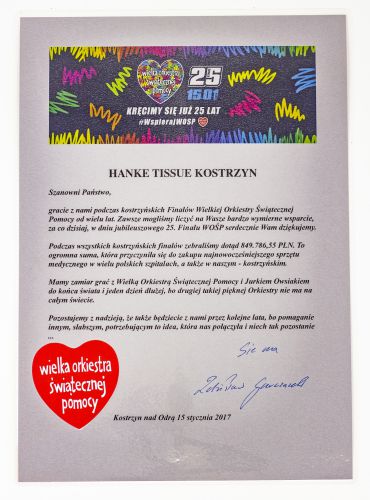 wielka orkiestra
świątecznej
pomocy
25
15.01
KRĘCIMY SIĘ JUŻ 25 LAT
#WspierajWOŚP
HANKE TISSUE KOSTRZYN
Szanowni Państwo,
gracie z nami podczas kostrzyńskich Finałów Wielkiej Orkiestry Świątecznej
Pomocy od wielu lat. Zawsze mogliśmy liczyć na Wasze bardzo wymierne wsparcie,
za co dzisiaj, w dniu jubileuszowego 25. Finału WOŚP serdecznie Wam dziękujemy.
Podczas wszystkich kostrzyńskich finałów zebraliśmy dotąd 849.786,55 PLN. To
ogromna suma, która przyczyniła się do zakupu najnowocześniejszego sprzętu
medycznego w wielu polskich szpitalach, a także w naszym - kostrzyńskim.
Mamy zamiar grać z Wielką Orkiestrą Świątecznej Pomocy i Jurkiem Owsiakiem
do końca świata i jeden dzień dłużej, bo drugiej takiej pięknej Orkiestry nie ma na
całym świecie.
Pozostajemy z nadzieją, że także będziecie z nami przez kolejne lata, bo pomaganie
innym, słabszym, potrzebującym to idea, która nas połączyła i niech tak pozostanie
...
Sie ma
wielka orkiestra
świątecznej
pomocy
Kostrzyn nad Odrą 15 stycznia 2017